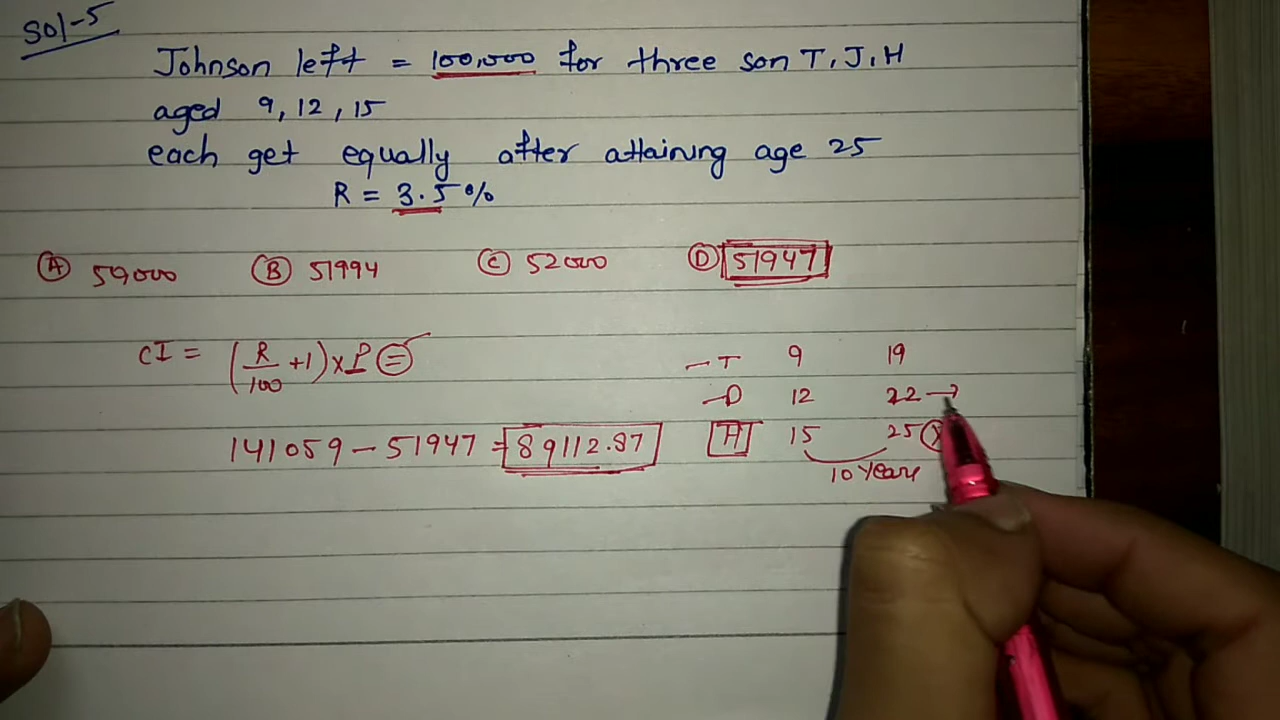 Sol-5
Johnson left = 100,000 for three son T, J, H
aged 9, 12, 15
each get equally after attaining age 25
R = 3.5%
(A) 59000 (B) 51994 (C) 52000 (D) 51947
CI = (R/100 +1) x P =
T 9 19
D 12 22 →
141059 - 51947 = 89112.87 H 15 25
10 years